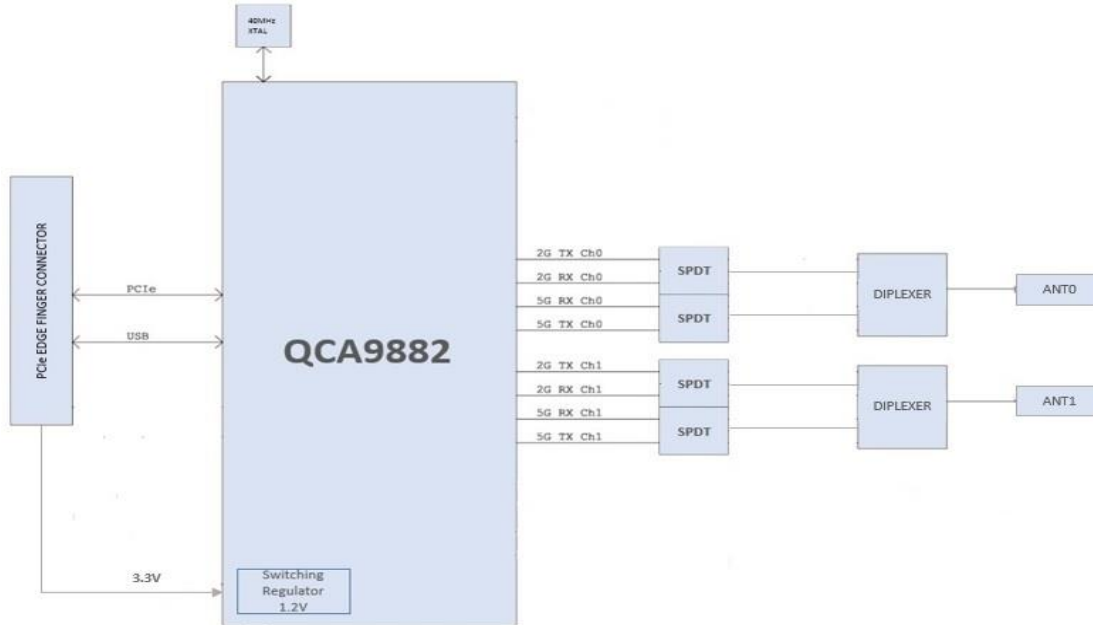 40MHz
XTAL
PCIe EDGE FINGER CONNECTOR
PCIe
USB
3.3V
QCA9882
Switching
Regulator
1.2V
2G TX Ch0
2G RX Ch0
5G RX Ch0
5G TX Ch0
2G TX Ch1
2G RX Ch1
5G RX Ch1
5G TX Ch1
SPDT
SPDT
SPDT
SPDT
DIPLEXER
DIPLEXER
ANT0
ANT1